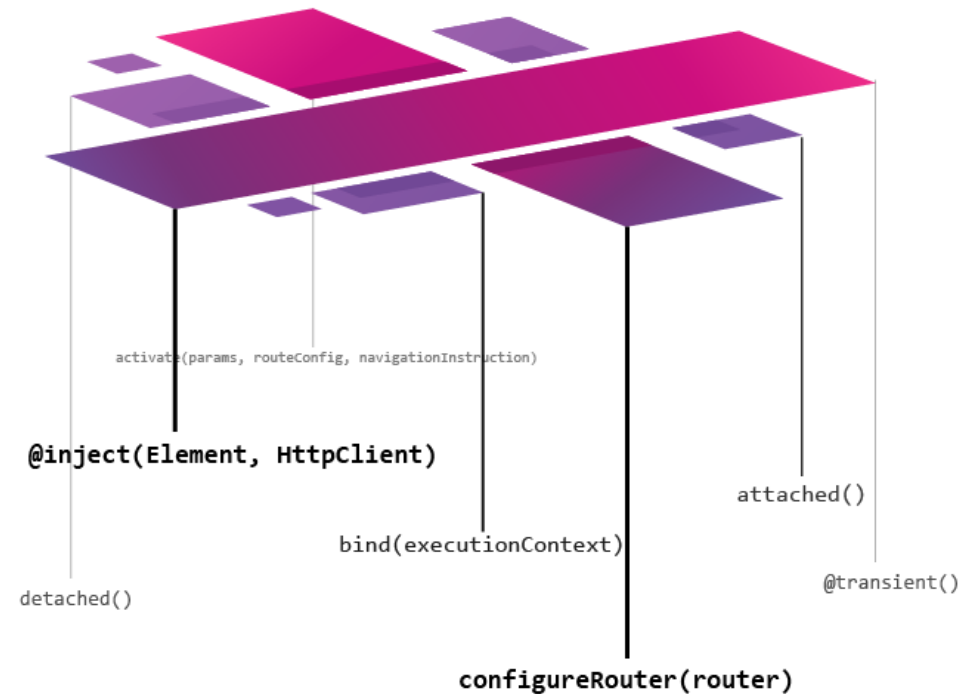 activate(params, routeConfig, navigationInstruction)
@inject(Element, HttpClient)
attached()
bind(executionContext)
@transient()
detached()
configureRouter(router)